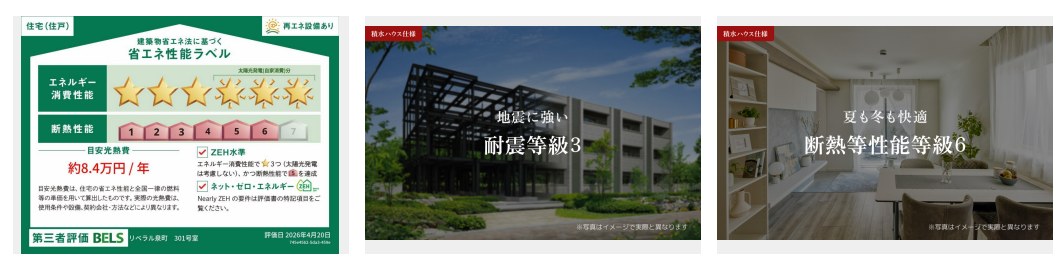 住宅(住戸)
再エネ設備あり
建築物省エネ法に基づく
省エネ性能ラベル
エネルギー
消費性能
太陽光発電(自家消費)分
断熱性能
1 2 3 4 5 6 7
目安光熱費
約8.4万円 / 年
目安光熱費は、住宅の省エネ性能と全国一律の燃料
等の単価を用いて算出したものです。実際の光熱費は、
使用条件や設備、契約会社・方法などにより異なります。
ZEH水準
エネルギー消費性能で★3つ(太陽光発電
は考慮しない)、かつ断熱性能で5を達成
ネット・ゼロ・エネルギー ZEH
Nearly ZEH の要件は評価書の特記項目をご
覧ください。
第三者評価 BELS
リベラル泉町 301号室
評価日 2026年4月20日
積水ハウス仕様
地震に強い
耐震等級3
※写真はイメージで実際と異なります
積水ハウス仕様
夏も冬も快適
断熱等性能等級6
※写真はイメージで実際と異なります